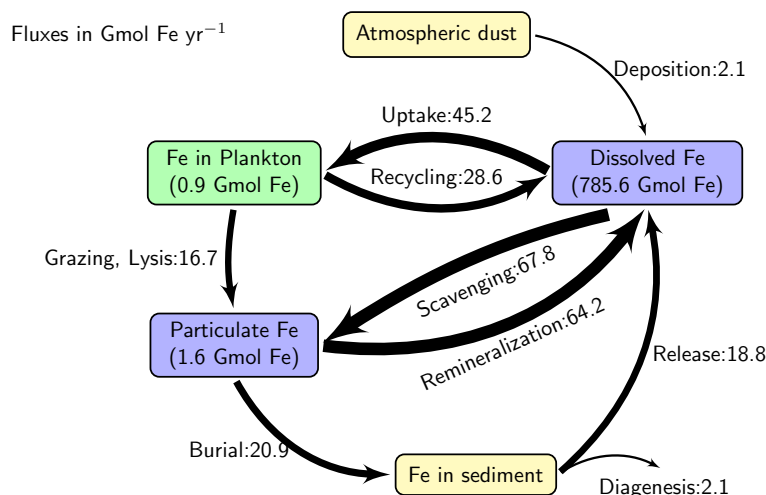 Fluxes in Gmol Fe yr⁻¹
Atmospheric dust
Deposition:2.1
Uptake:45.2
Fe in Plankton
(0.9 Gmol Fe)
Recycling:28.6
Dissolved Fe
(785.6 Gmol Fe)
Grazing, Lysis:16.7
Scavenging:67.8
Particulate Fe
(1.6 Gmol Fe)
Remineralization:64.2
Release:18.8
Burial:20.9
Fe in sediment
Diagenesis:2.1